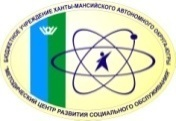 БЮДЖЕТНОЕ УЧРЕЖДЕНИЕ ХАНТЫ-МАНСИЙСКОГО АВТОНОМНОГО ОКРУГА-ЮГРЫ
МЕТОДИЧЕСКИЙ ЦЕНТР РАЗВИТИЯ СОЦИАЛЬНОГО ОБСЛУЖИВАНИЯ